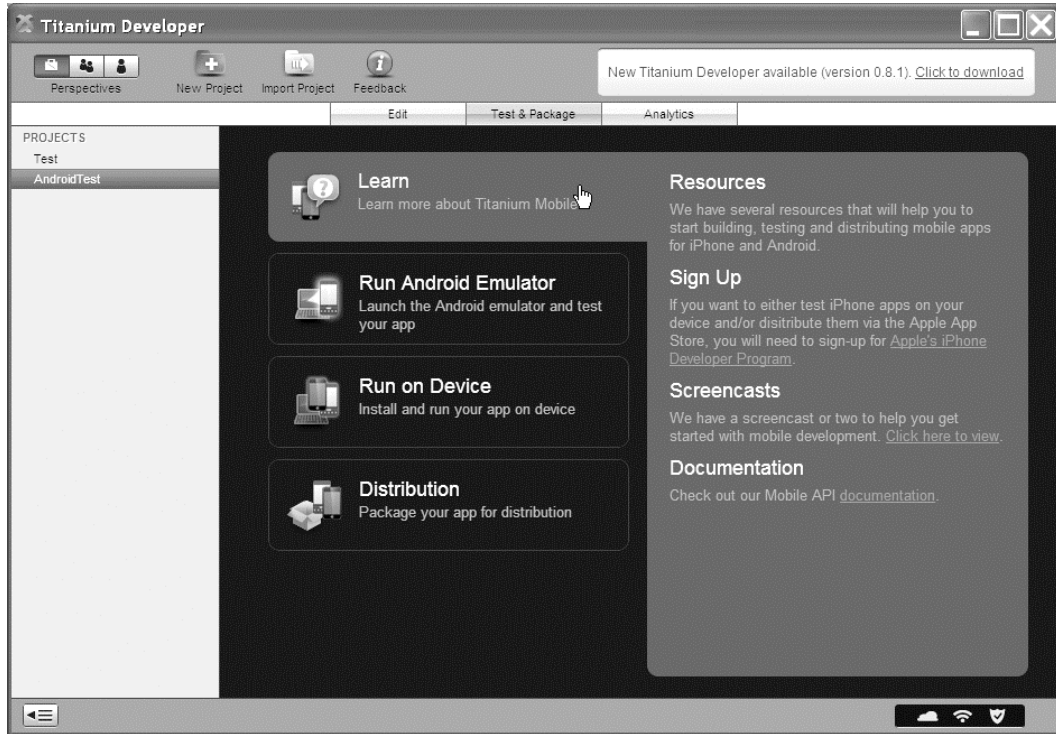 Titanium Developer
Perspectives
New Project
Import Project
Feedback
New Titanium Developer available (version 0.8.1). Click to download
Edit
Test & Package
Analytics
PROJECTS
Test
AndroidTest
Learn
Learn more about Titanium Mobile
Run Android Emulator
Launch the Android emulator and test
your app
Run on Device
Install and run your app on device
Distribution
Package your app for distribution
Resources
We have several resources that will help you to
start building, testing and distributing mobile apps
for iPhone and Android.
Sign Up
If you want to either test iPhone apps on your
device and/or disitribute them via the Apple App
Store, you will need to sign-up for Apple's iPhone
Developer Program.
Screencasts
We have a screencast or two to help you get
started with mobile development. Click here to view.
Documentation
Check out our Mobile API documentation.